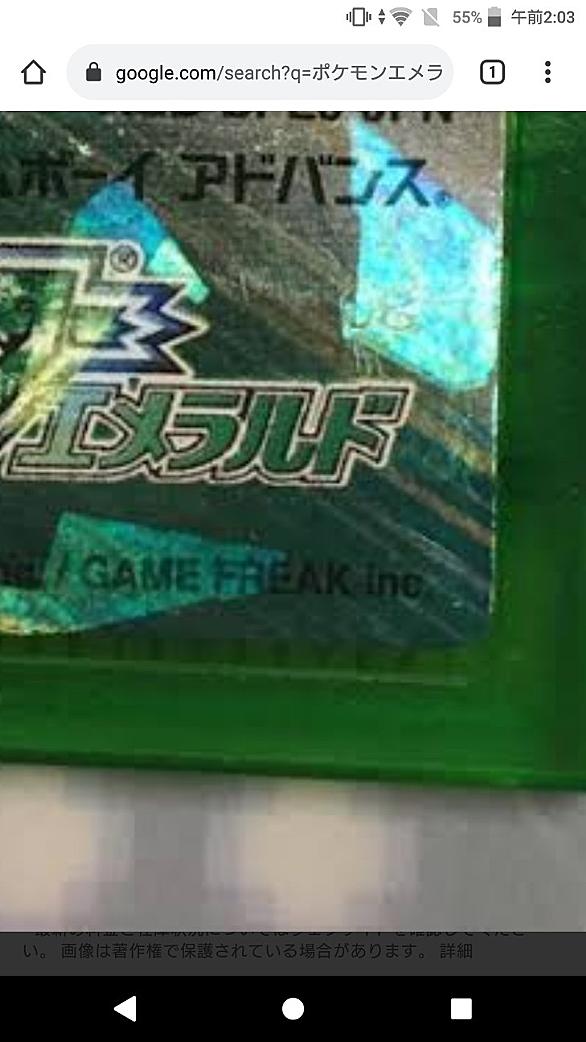 55% 午前2:03
google.com/search?q=ポケモンエメラ
1
ボーイ アドバンス
®
エメラルド
/ GAME FREAK inc.
い。 画像は著作権で保護されている場合があります。 詳細